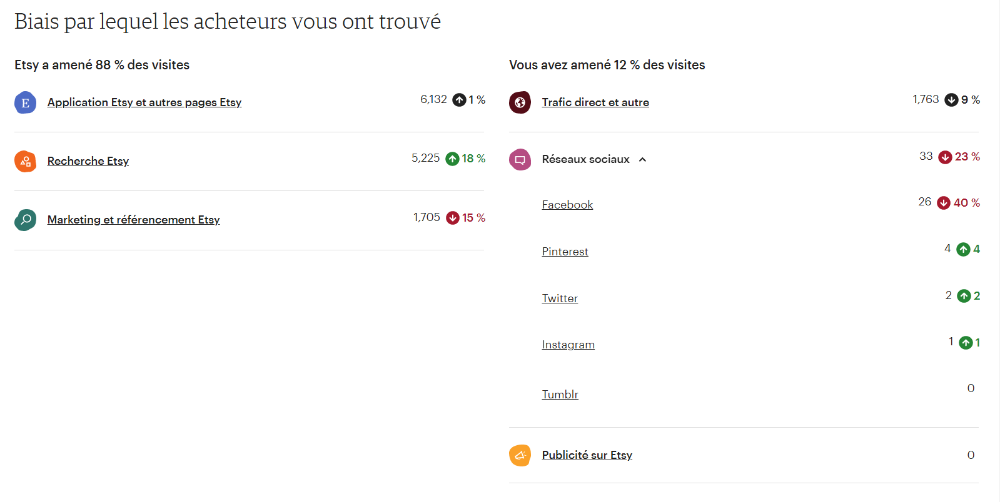 Biais par lequel les acheteurs vous ont trouvé
Etsy a amené 88 % des visites
E Application Etsy et autres pages Etsy 6,132 1 %
Recherche Etsy 5,225 18 %
Marketing et référencement Etsy 1,705 15 %
Vous avez amené 12 % des visites
Trafic direct et autre 1,763 9 %
Réseaux sociaux 33 23 %
Facebook 26 40 %
Pinterest 4 4
Twitter 2 2
Instagram 1 1
Tumblr 0
Publicité sur Etsy 0